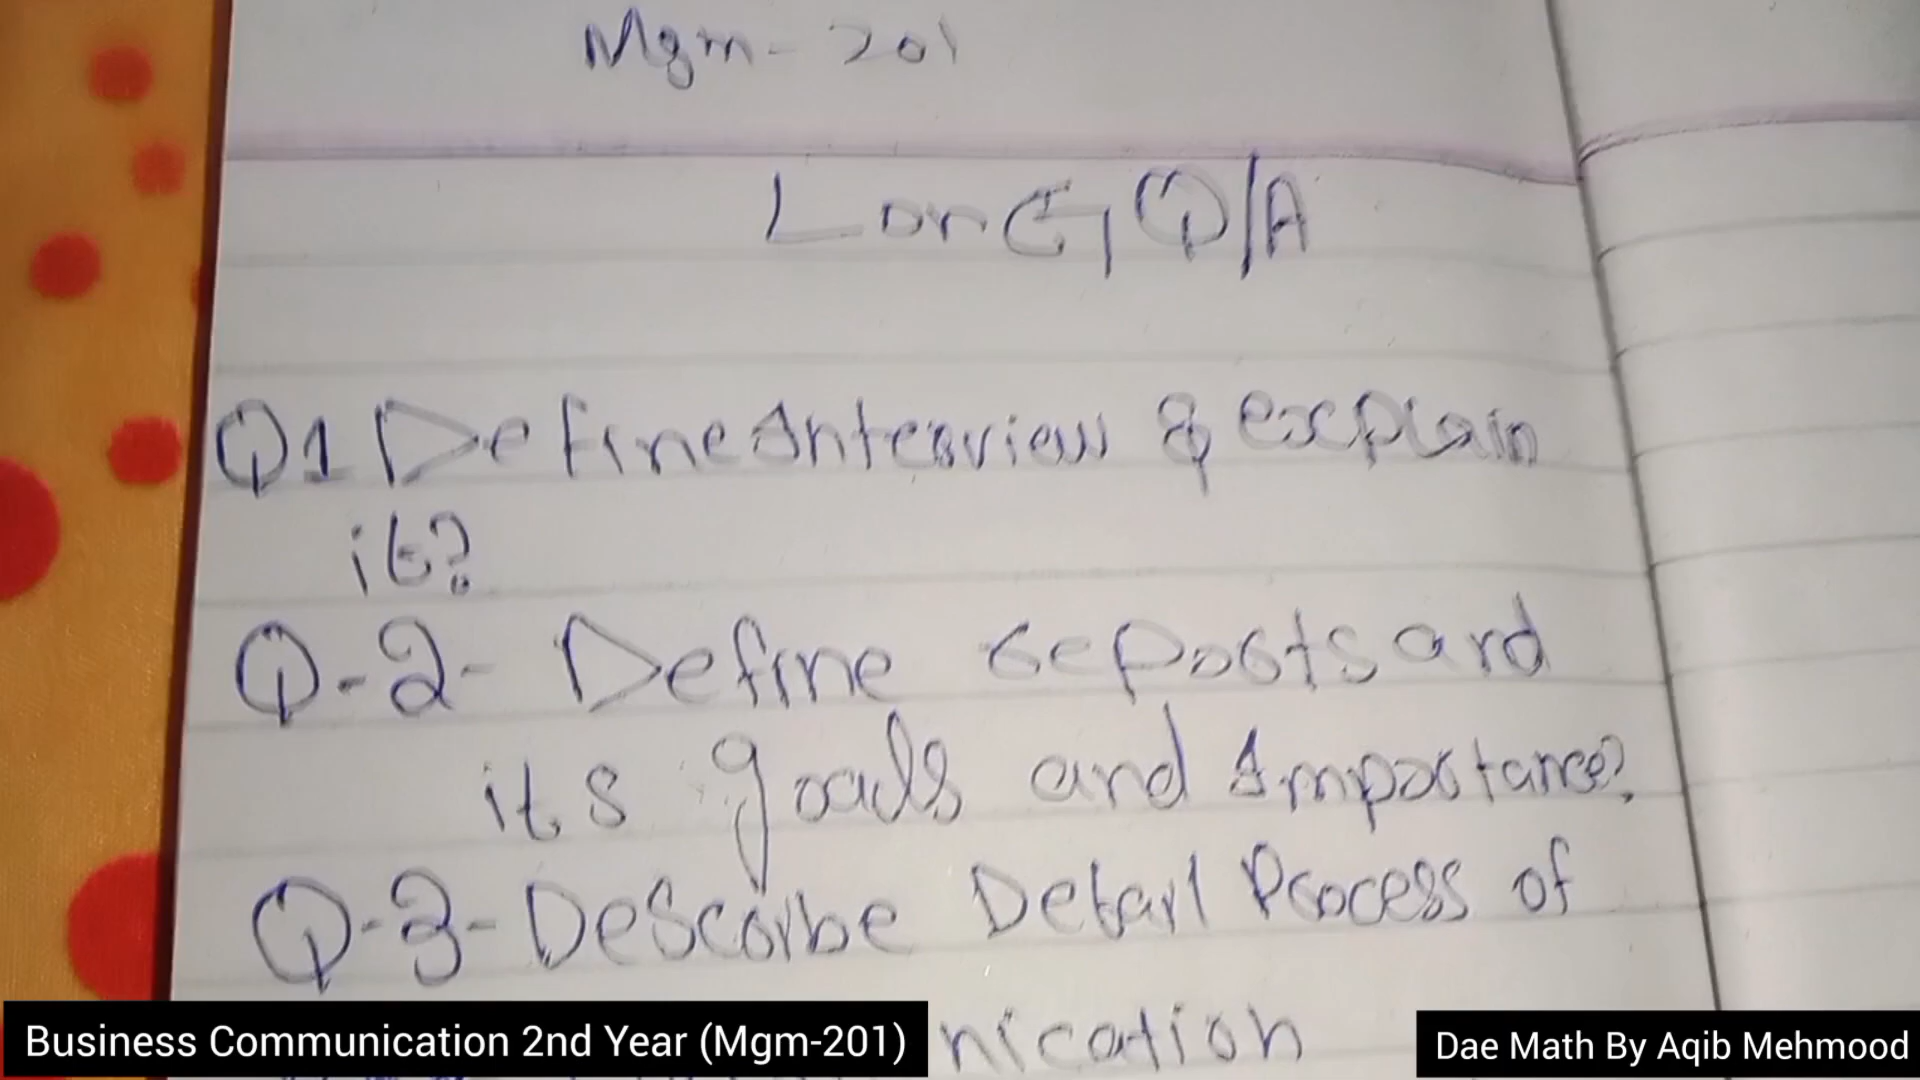 Mgm-201
Long Q/A
Q1 Define Interview & explain
it?
Q-2- Define reports and
its goals and Importance?
Q-3- Describe Detail Process of
nication
Business Communication 2nd Year (Mgm-201)
Dae Math By Aqib Mehmood